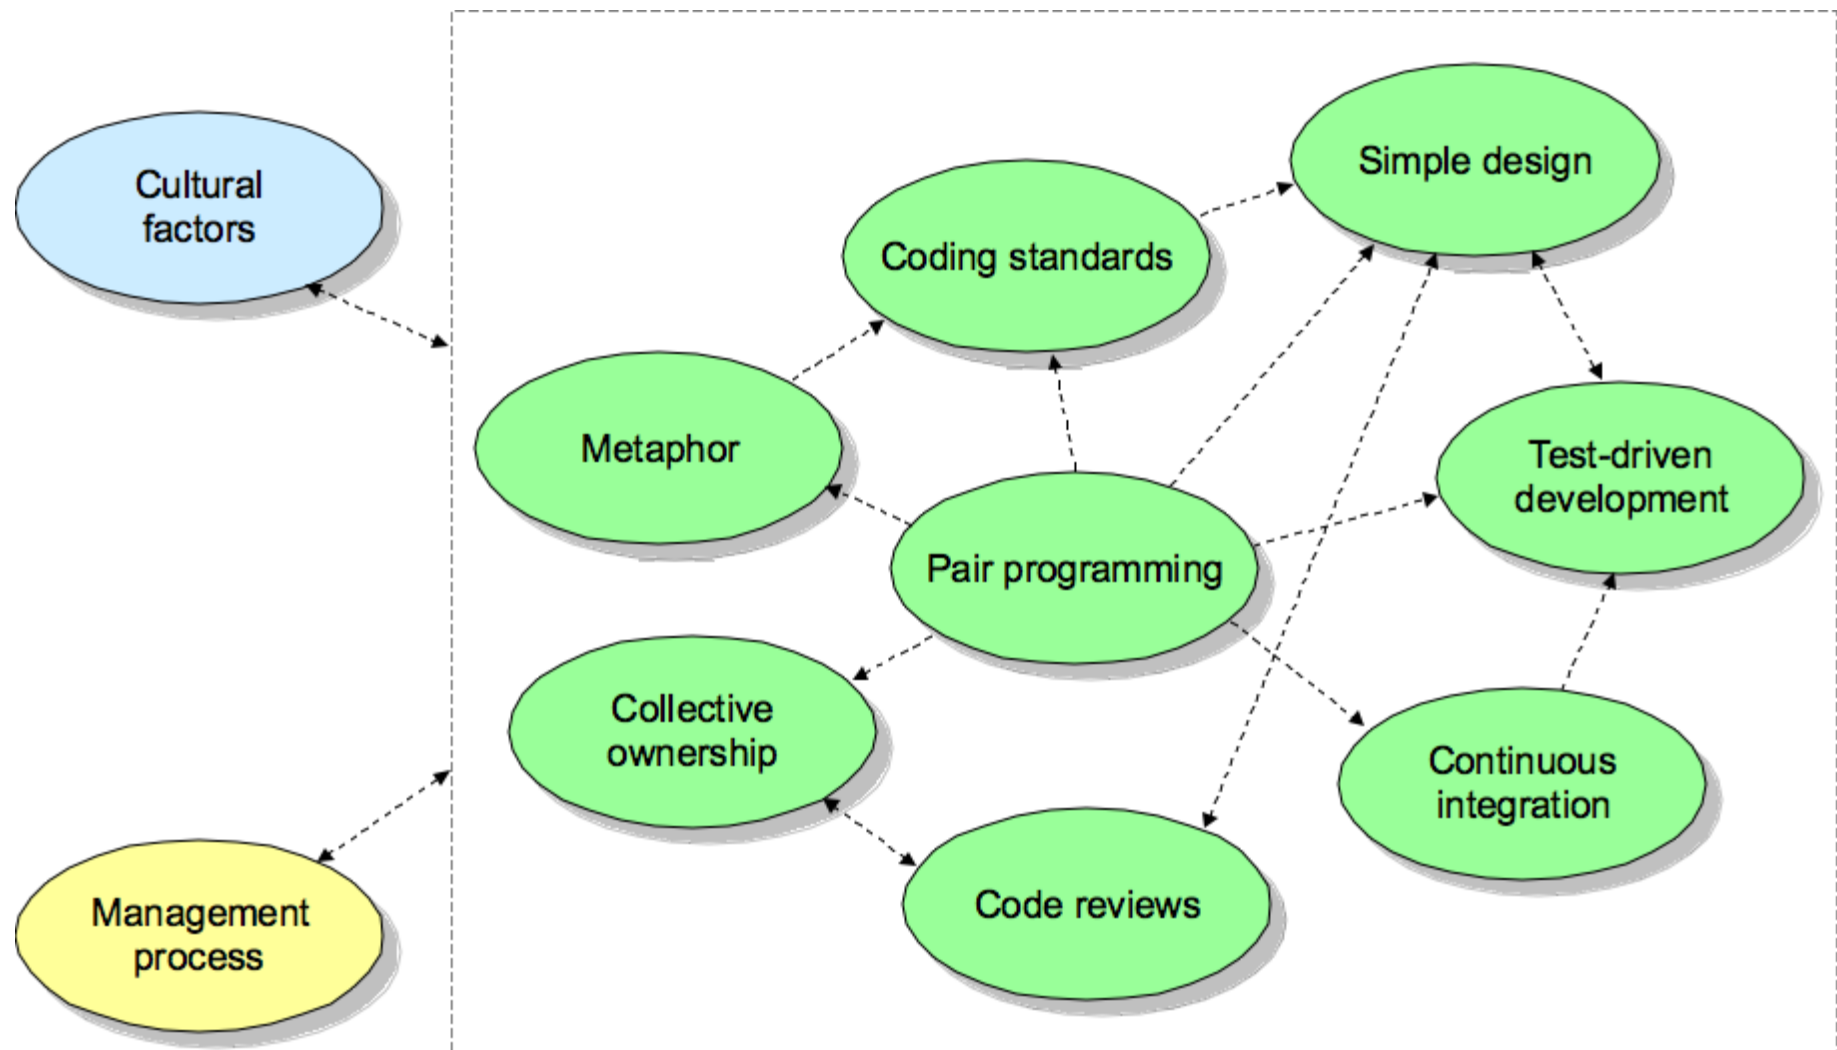 Cultural
factors
Simple design
Coding standards
Metaphor
Test-driven
development
Pair programming
Collective
ownership
Continuous
integration
Code reviews
Management
process